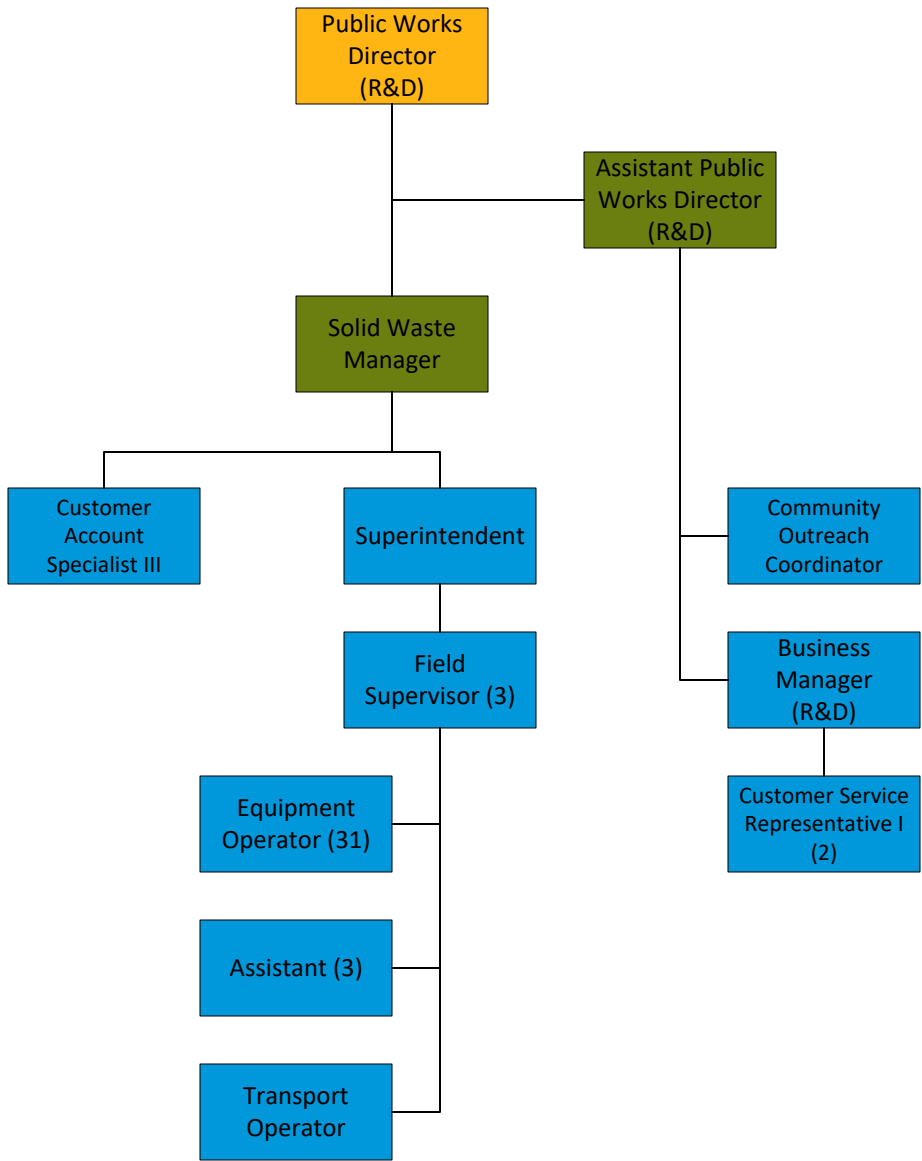 Public Works
Director
(R&D)
Assistant Public
Works Director
(R&D)
Solid Waste
Manager
Customer
Account
Specialist III
Superintendent
Community
Outreach
Coordinator
Field
Supervisor (3)
Business
Manager
(R&D)
Equipment
Operator (31)
Customer Service
Representative I
(2)
Assistant (3)
Transport
Operator